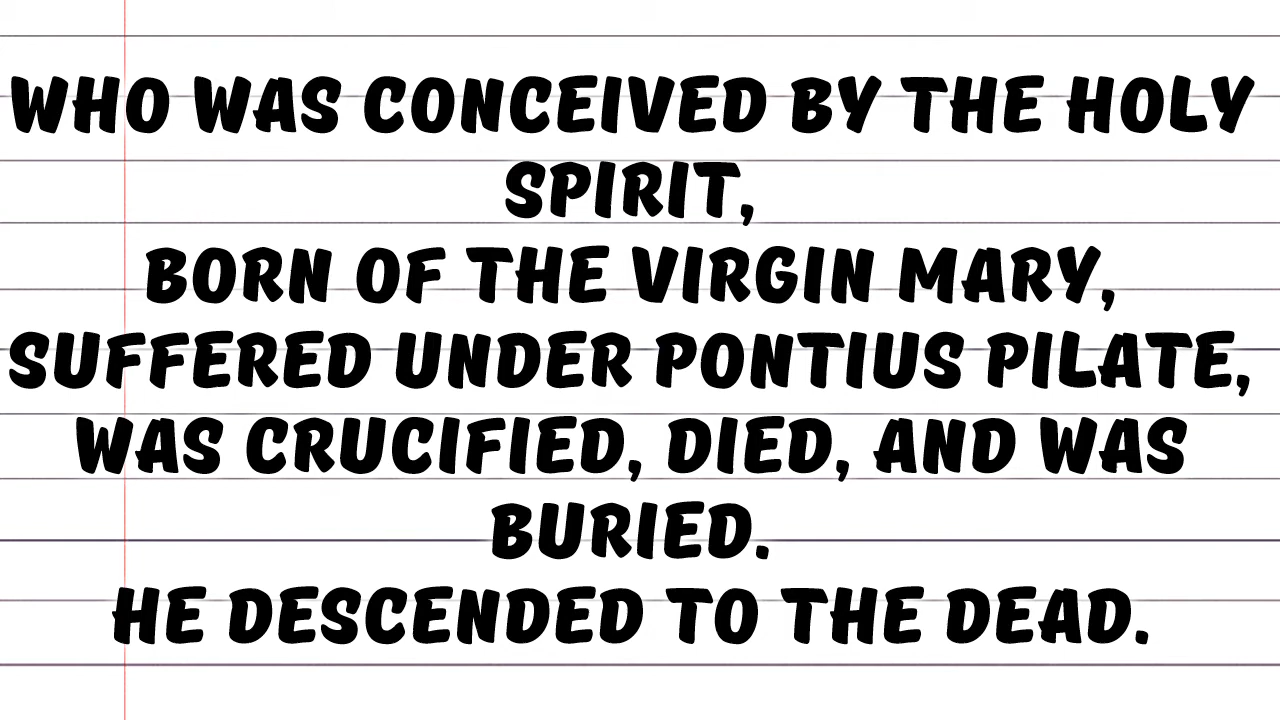 WHO WAS CONCEIVED BY THE HOLY
SPIRIT,
BORN OF THE VIRGIN MARY,
SUFFERED UNDER PONTIUS PILATE,
WAS CRUCIFIED, DIED, AND WAS
BURIED.
HE DESCENDED TO THE DEAD.